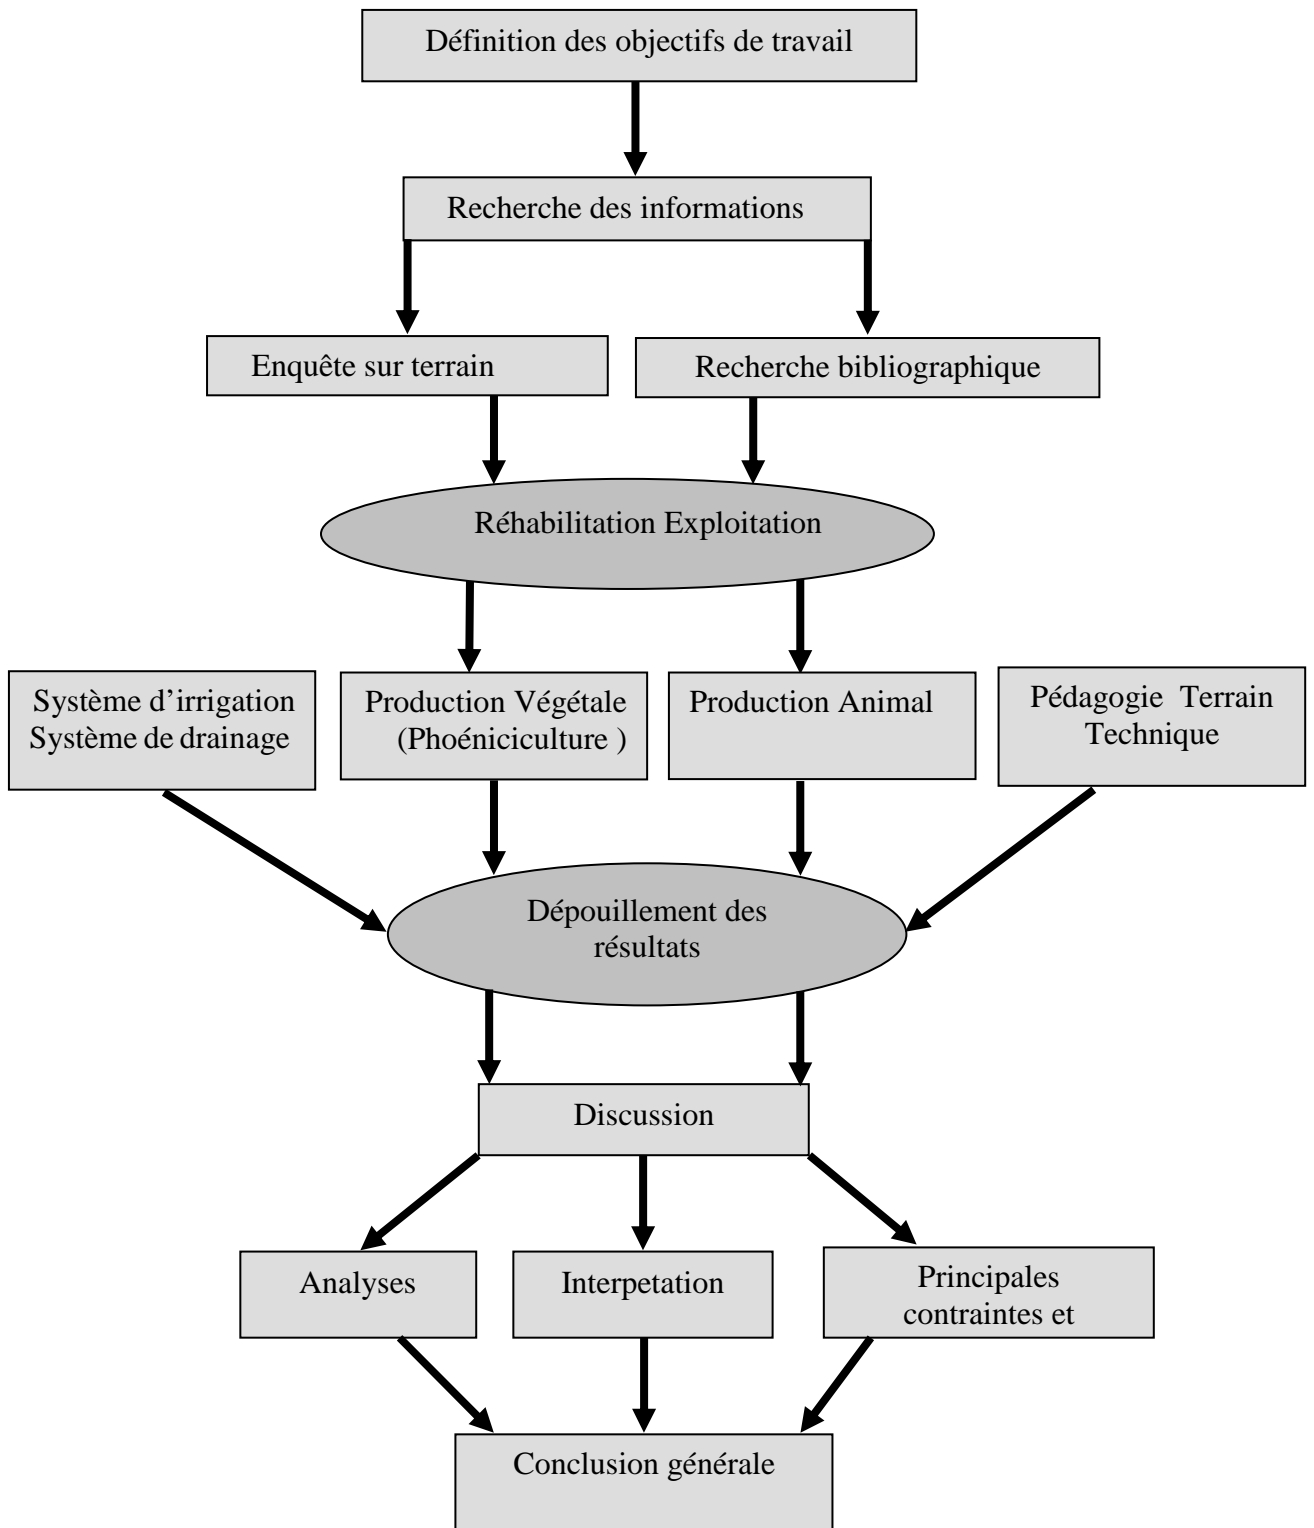 Définition des objectifs de travail
Recherche des informations
Enquête sur terrain
Recherche bibliographique
Réhabilitation Exploitation
Système d'irrigation
Système de drainage
Production Végétale
(Phoéniciculture )
Production Animal
Pédagogie Terrain
Technique
Dépouillement des
résultats
Discussion
Analyses
Interpetation
Principales
contraintes et
Conclusion générale